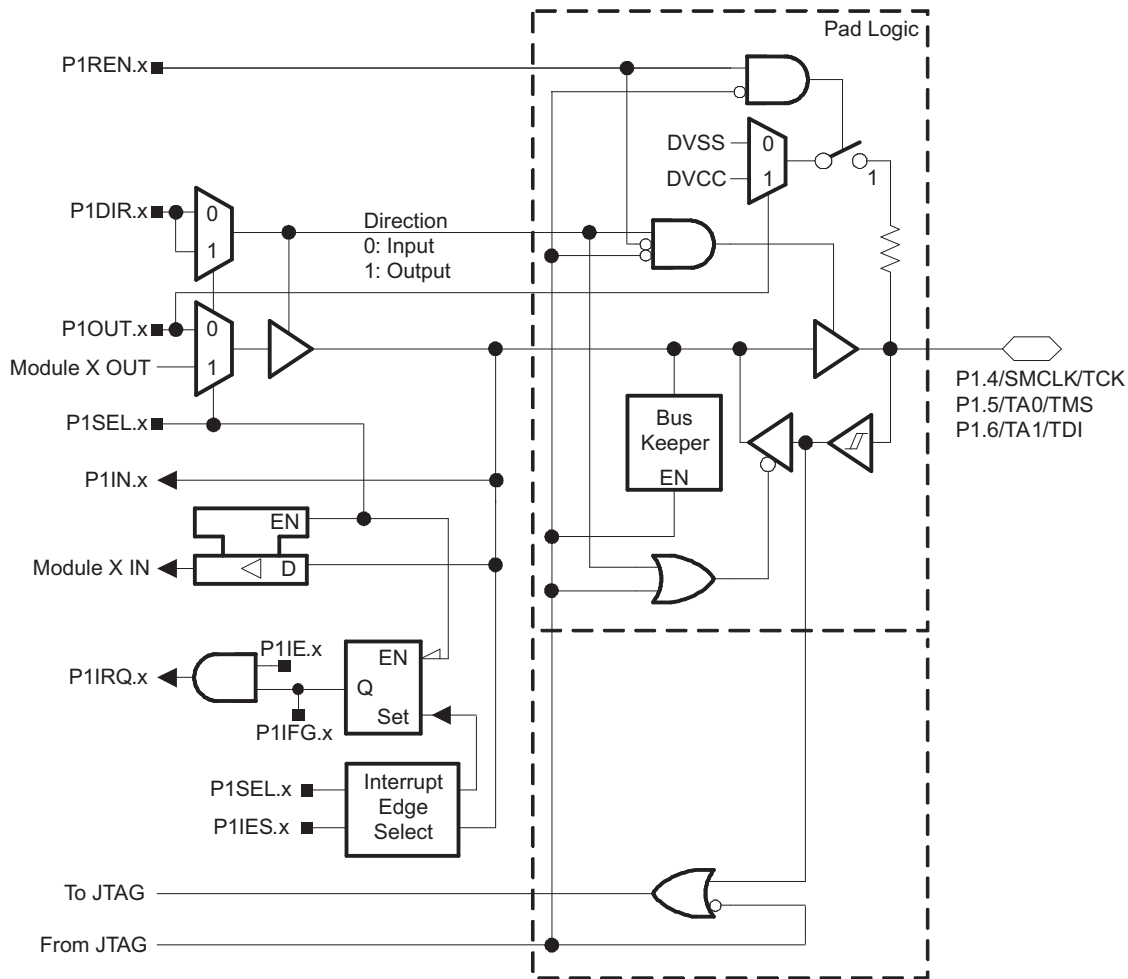 Pad Logic
P1REN.x
DVSS
0
DVCC
1
1
P1DIR.x
0
1
Direction
0: Input
1: Output
P1OUT.x
0
Module X OUT
1
P1SEL.x
P1.4/SMCLK/TCK
P1.5/TA0/TMS
P1.6/TA1/TDI
Bus
Keeper
EN
P1IN.x
EN
Module X IN
D
P1IE.x
P1IRQ.x
EN
Q
Set
P1IFG.x
P1SEL.x
P1IES.x
Interrupt
Edge
Select
To JTAG
From JTAG